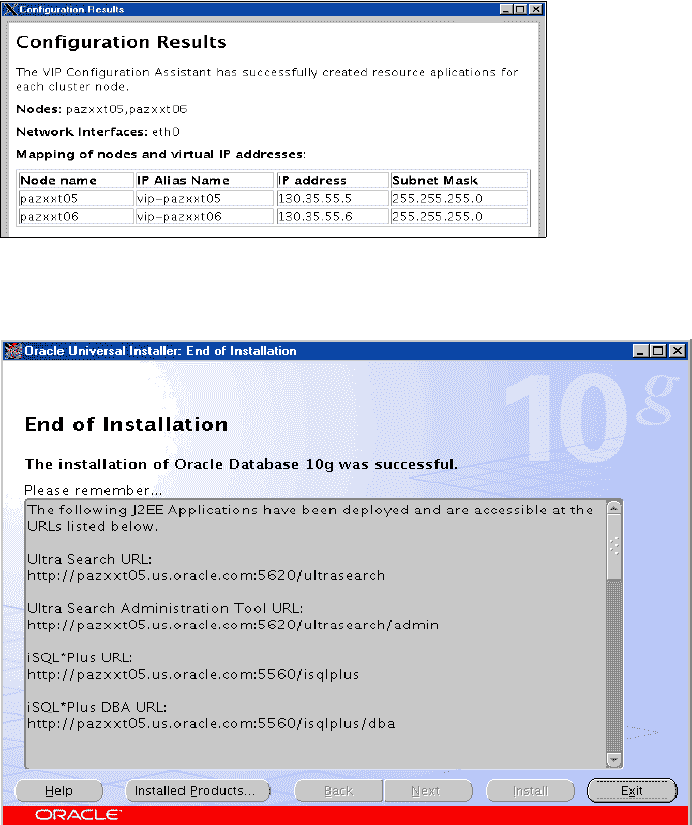 Configuration Results
Configuration Results
The VIP Configuration Assistant has successfully created resource aplications for
each cluster node.
Nodes: pazxxt05,pazxxt06
Network Interfaces: eth0
Mapping of nodes and virtual IP addresses:
Node name IP Alias Name IP address Subnet Mask
pazxxt05 vip-pazxxt05 130.35.55.5 255.255.255.0
pazxxt06 vip-pazxxt06 130.35.55.6 255.255.255.0
Oracle Universal Installer: End of Installation
10g
End of Installation
The installation of Oracle Database 10g was successful.
Please remember...
The following J2EE Applications have been deployed and are accessible at the
URLs listed below.
Ultra Search URL:
http://pazxxt05.us.oracle.com:5620/ultrasearch
Ultra Search Administration Tool URL:
http://pazxxt05.us.oracle.com:5620/ultrasearch/admin
iSQL*Plus URL:
http://pazxxt05.us.oracle.com:5560/isqlplus
iSQL*Plus DBA URL:
http://pazxxt05.us.oracle.com:5560/isqlplus/dba
Help Installed Products... Back Next Install Exit
ORACLE